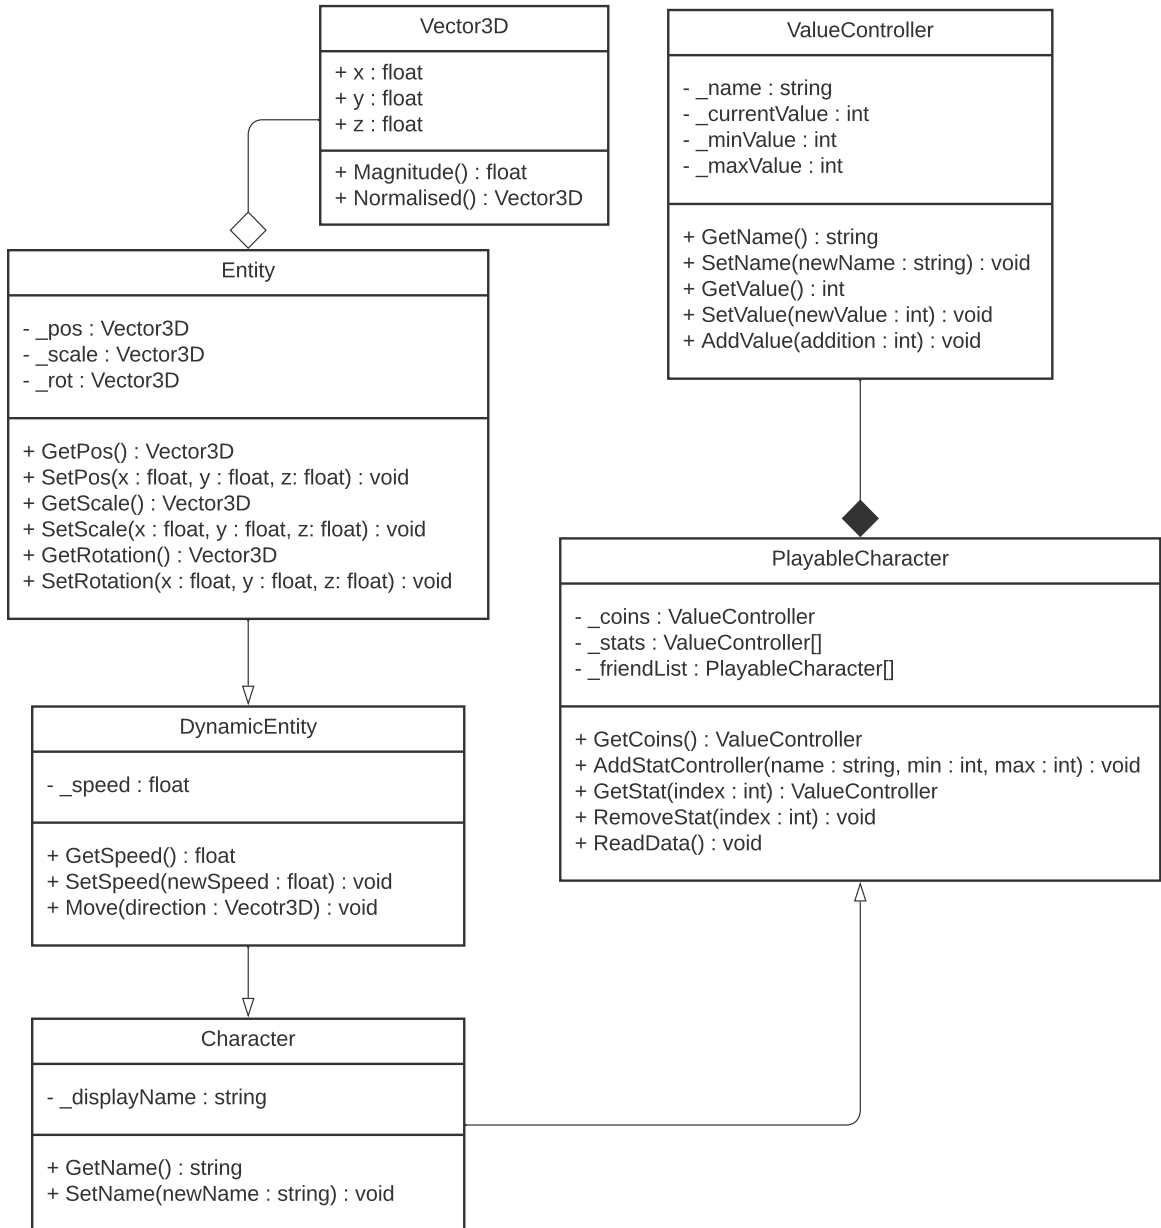 Vector3D
+ x : float
+ y : float
+ z : float
+ Magnitude() : float
+ Normalised() : Vector3D
ValueController
- _name : string
- _currentValue : int
- _minValue : int
- _maxValue : int
+ GetName() : string
+ SetName(newName : string) : void
+ GetValue() : int
+ SetValue(newValue : int) : void
+ AddValue(addition : int) : void
Entity
- _pos : Vector3D
- _scale : Vector3D
- _rot : Vector3D
+ GetPos() : Vector3D
+ SetPos(x : float, y : float, z: float) : void
+ GetScale() : Vector3D
+ SetScale(x : float, y : float, z: float) : void
+ GetRotation() : Vector3D
+ SetRotation(x : float, y : float, z: float) : void
PlayableCharacter
- _coins : ValueController
- _stats : ValueController[]
- _friendList : PlayableCharacter[]
+ GetCoins() : ValueController
+ AddStatController(name : string, min : int, max : int) : void
+ GetStat(index : int) : ValueController
+ RemoveStat(index : int) : void
+ ReadData() : void
DynamicEntity
- _speed : float
+ GetSpeed() : float
+ SetSpeed(newSpeed : float) : void
+ Move(direction : Vecotr3D) : void
Character
- _displayName : string
+ GetName() : string
+ SetName(newName : string) : void